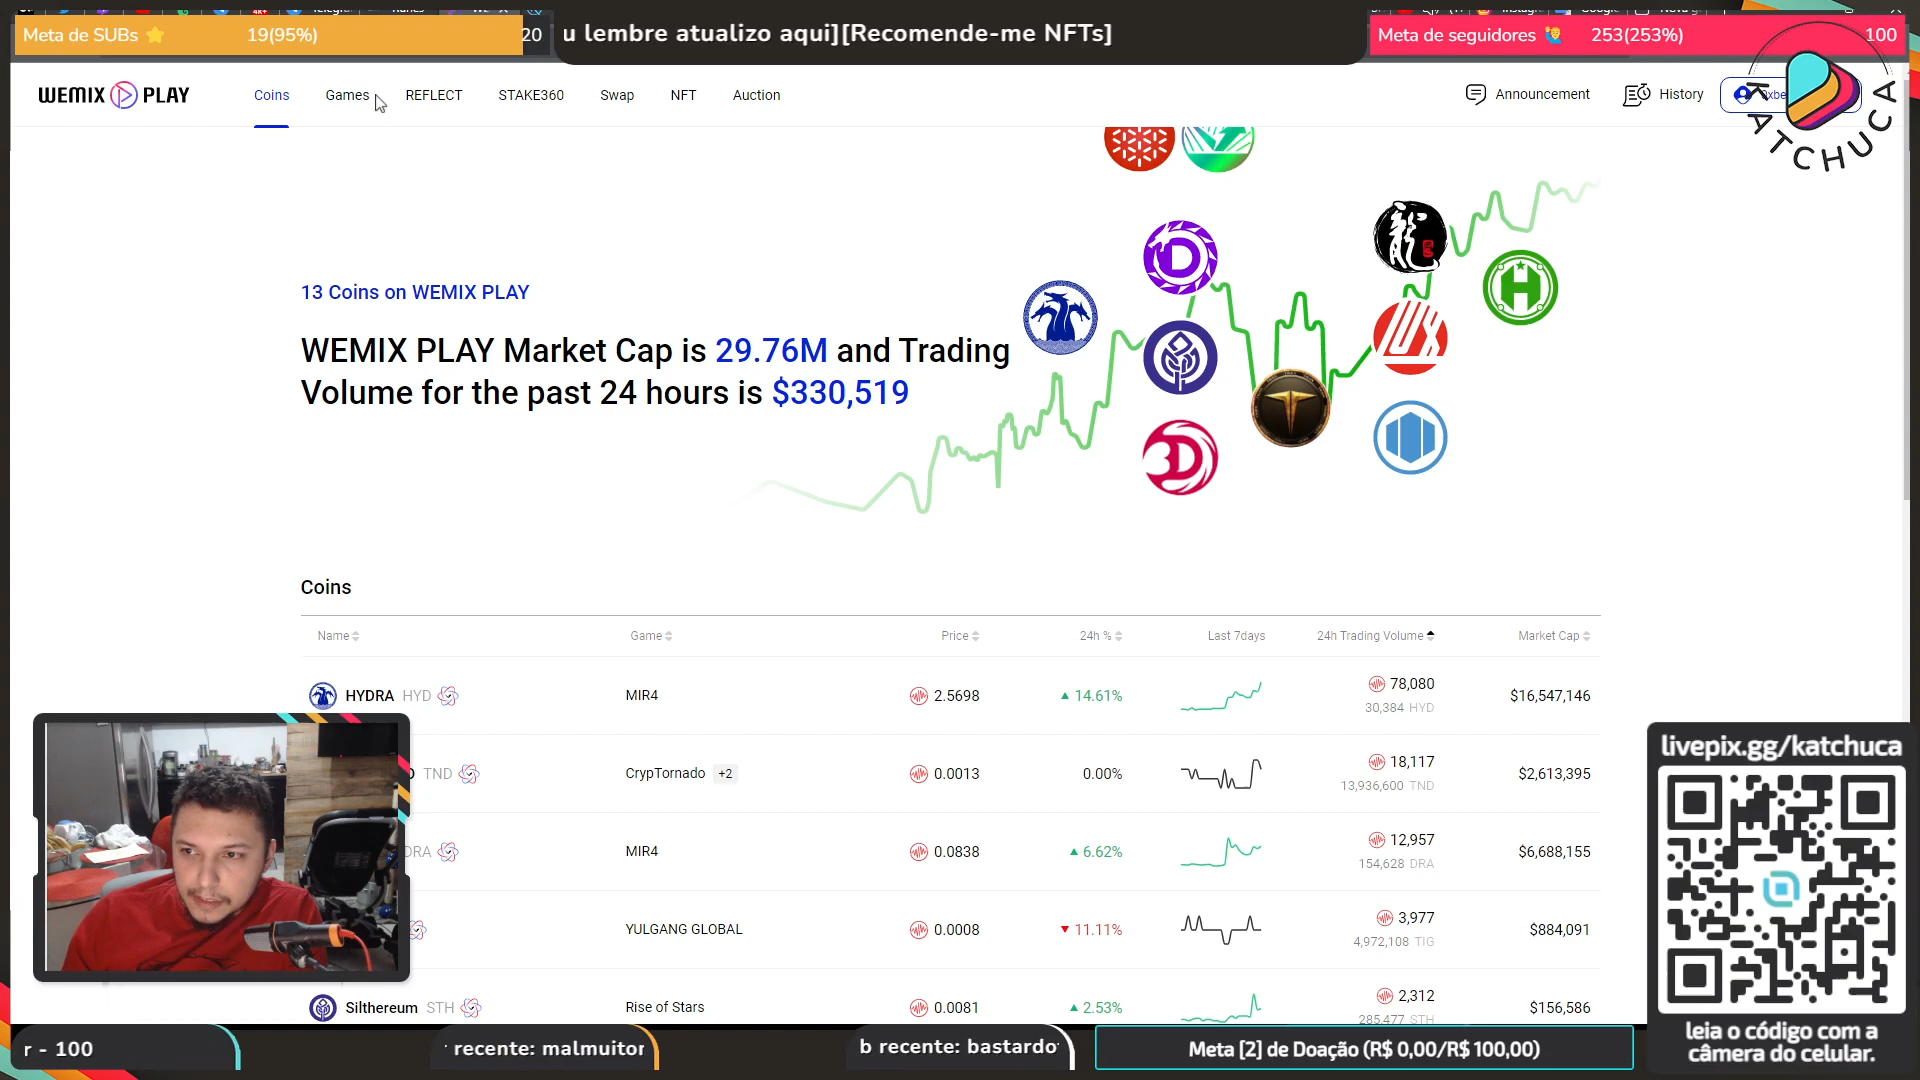 Meta de SUBs 19(95%) 20
u lembre atualizo aqui][Recomende-me NFTs]
Meta de seguidores 253(253%) 100
WEMIX PLAY
Coins Games REFLECT STAKE360 Swap NFT Auction
Announcement History
KATCHUCA
13 Coins on WEMIX PLAY
WEMIX PLAY Market Cap is 29.76M and Trading
Volume for the past 24 hours is $330,519
龍
Coins
Name Game Price 24h % Last 7days 24h Trading Volume Market Cap
HYDRA HYD MIR4 2.5698 14.61% 78,080 $16,547,146
30,384 HYD
TND CrypTornado +2 0.0013 0.00% 18,117 $2,613,395
13,936,600 TND
DRA MIR4 0.0838 6.62% 12,957 $6,688,155
154,628 DRA
YULGANG GLOBAL 0.0008 11.11% 3,977 $884,091
4,972,108 TIG
Silthereum STH Rise of Stars 0.0081 2.53% 2,312 $156,586
285,477 STH
livepix.gg/katchuca
leia o código com a
câmera do celular.
r - 100
recente: malmuitor
b recente: bastardo
Meta [2] de Doação (R$ 0,00/R$ 100,00)